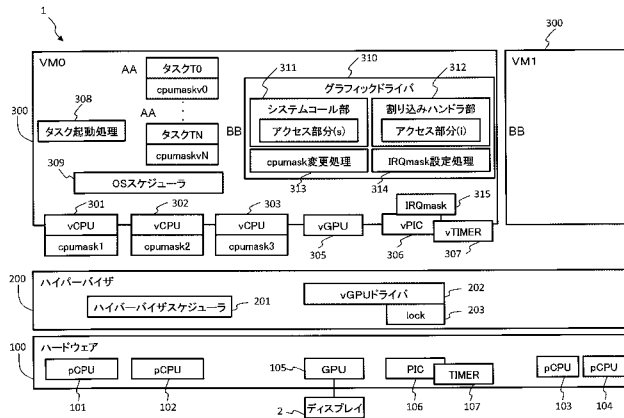 1
300
VM0
AA
タスクT0
cpumaskv0
AA
タスクTN
cpumaskvN
308
タスク起動処理
300
309
OSスケジューラ
310
311
312
グラフィックドライバ
システムコール部
アクセス部分(s)
割り込みハンドラ部
アクセス部分(i)
BB
cpumask変更処理
IRQmask設定処理
313
314
VM1
BB
301
vCPU
cpumask1
302
vCPU
cpumask2
303
vCPU
cpumask3
vGPU
305
IRQmask
315
vPIC
306
vTIMER
307
200
ハイパーバイザ
ハイパーバイザスケジューラ
201
vGPUドライバ
202
lock
203
100
ハードウェア
pCPU
101
pCPU
102
105
GPU
PIC
106
TIMER
107
pCPU
103
pCPU
104
2
ディスプレイ